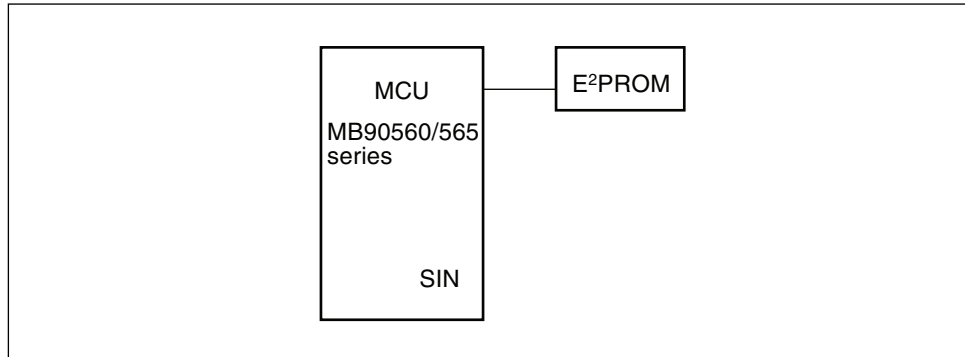 MCU
MB90560/565
series
SIN
E²PROM